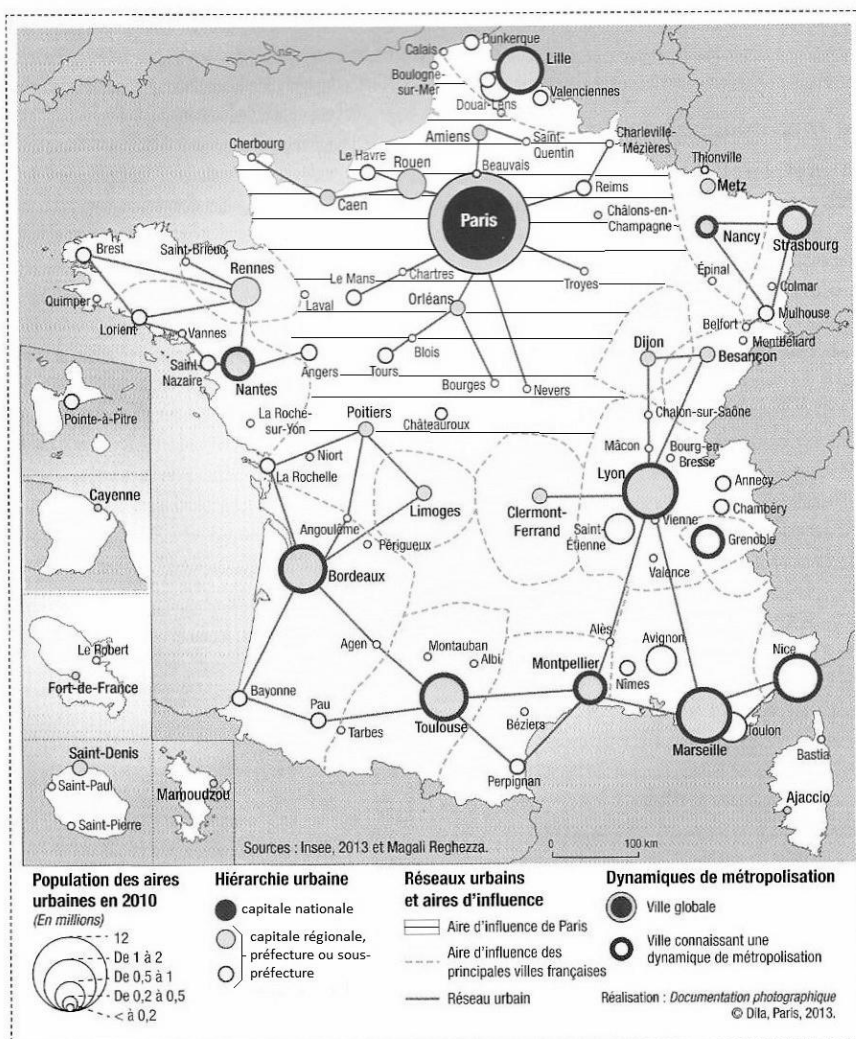 Dunkerque
Calais
Lille
Boulogne-
sur-Mer
Valenciennes
Douai-Lens
Cherbourg
Amiens
Saint-
Quentin
Charleville-
Mézières
Le Havre
Rouen
Beauvais
Thionville
Metz
Reims
Caen
Paris
Châlons-en-
Champagne
Nancy
Strasbourg
Brest
Saint-Brieuc
Rennes
Le Mans
Chartres
Troyes
Épinal
Colmar
Quimper
Laval
Orléans
Mulhouse
Lorient
Vannes
Belfort
Montbéliard
Blois
Dijon
Besançon
Saint-
Nazaire
Nantes
Angers
Tours
Bourges
Nevers
Pointe-à-Pitre
La Roche-
sur-Yon
Poitiers
Châteauroux
Chalon-sur-Saône
Mâcon
Bourg-en-
Bresse
Niort
La Rochelle
Lyon
Annecy
Cayenne
Limoges
Clermont-
Ferrand
Chambéry
Angoulême
Saint-
Étienne
Vienne
Grenoble
Périgueux
Bordeaux
Valence
Le Robert
Agen
Montauban
Albi
Alès
Avignon
Nice
Fort-de-France
Montpellier
Nîmes
Bayonne
Pau
Toulouse
Béziers
Toulon
Tarbes
Marseille
Saint-Denis
Perpignan
Bastia
Saint-Paul
Mamoudzou
Ajaccio
Saint-Pierre
Sources : Insee, 2013 et Magali Reghezza.
0 100 km
Population des aires
urbaines en 2010
(En millions)
12
De 1 à 2
De 0,5 à 1
De 0,2 à 0,5
< à 0,2
Hiérarchie urbaine
capitale nationale
capitale régionale,
préfecture ou sous-
préfecture
Réseaux urbains
et aires d'influence
Aire d'influence de Paris
Aire d'influence des
principales villes françaises
Réseau urbain
Dynamiques de métropolisation
Ville globale
Ville connaissant une
dynamique de métropolisation
Réalisation : Documentation photographique
© Dila, Paris, 2013.